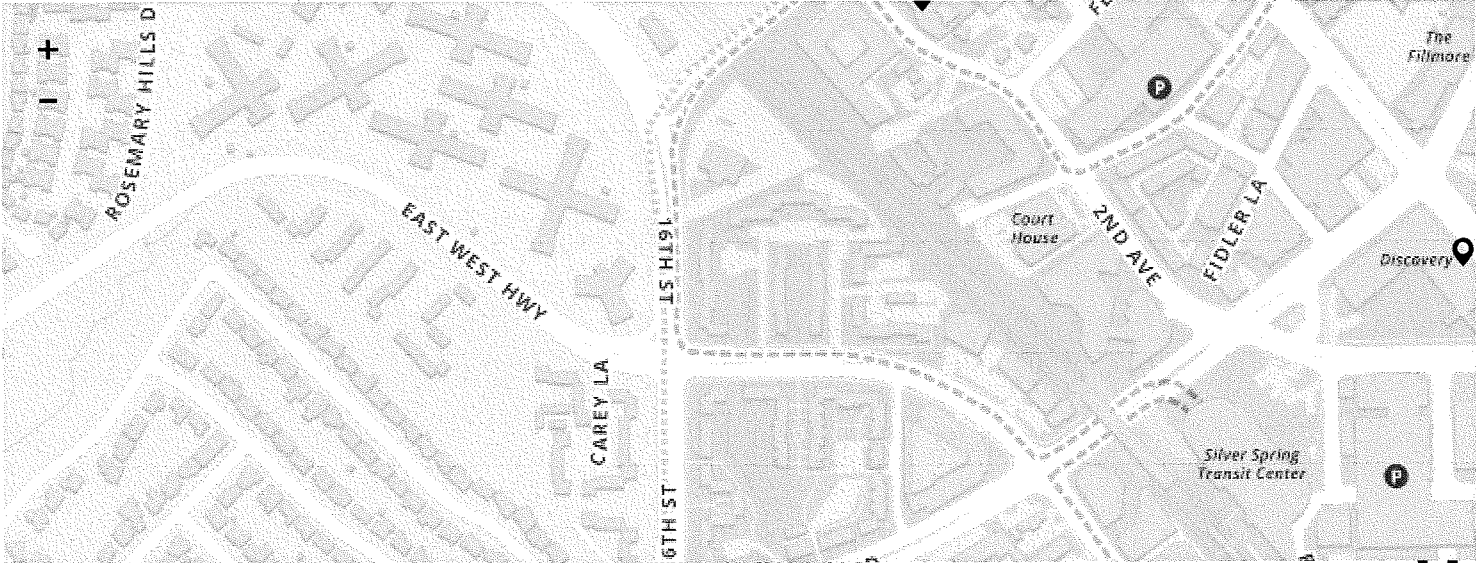 +
−
ROSEMARY HILLS D
The
Fillmore
P
EAST WEST HWY
16TH ST
Court
House
2ND AVE
FIDLER LA
Discovery
CAREY LA
6TH ST
Silver Spring
Transit Center
P